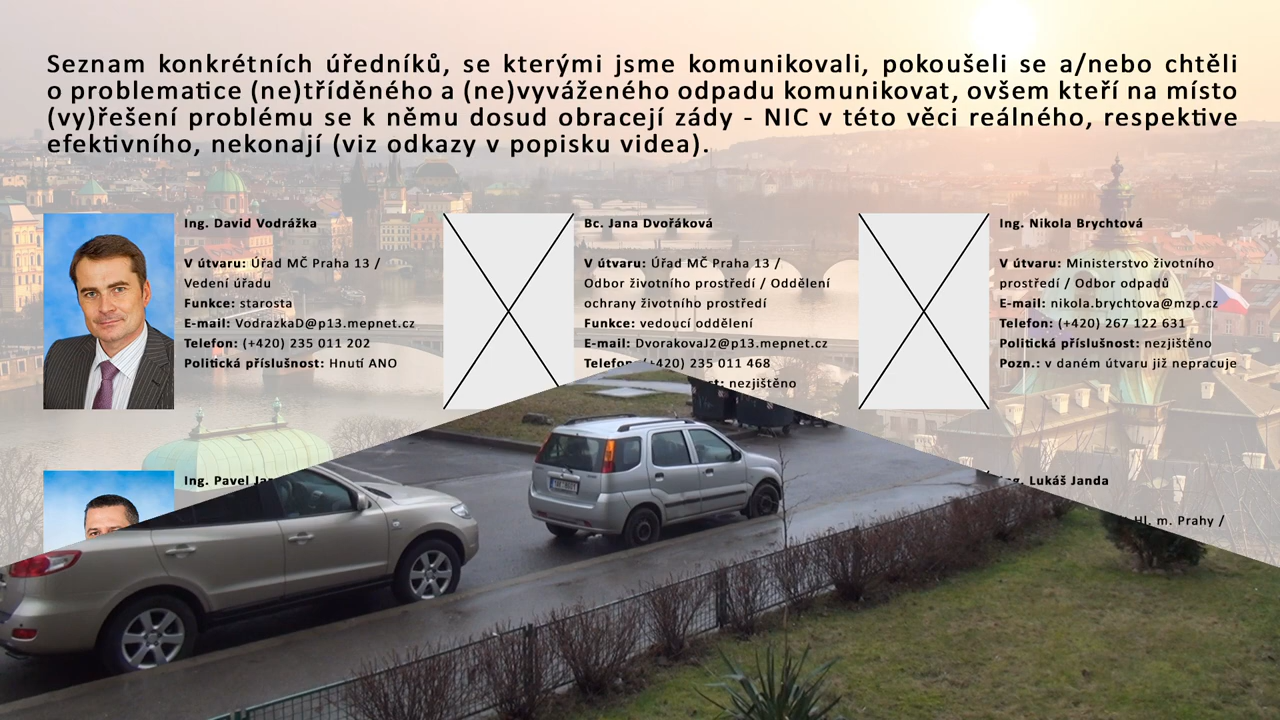 Seznam konkrétních úředníků, se kterými jsme komunikovali, pokoušeli se a/nebo chtěli
o problematice (ne)tříděného a (ne)vyváženého odpadu komunikovat, ovšem kteří na místo
(vy)řešení problému se k němu dosud obracejí zády - NIC v této věci reálného, respektive
efektivního, nekonají (viz odkazy v popisku videa).
Ing. David Vodrážka
V útvaru: Úřad MČ Praha 13 /
Vedení úřadu
Funkce: starosta
E-mail: VodrazkaD@p13.mepnet.cz
Telefon: (+420) 235 011 202
Politická příslušnost: Hnutí ANO
Bc. Jana Dvořáková
V útvaru: Úřad MČ Praha 13 /
Odbor životního prostředí / Oddělení
ochrany životního prostředí
Funkce: vedoucí oddělení
E-mail: DvorakovaJ2@p13.mepnet.cz
Telefon: (+420) 235 011 468
nezjištěno
Ing. Nikola Brychtová
V útvaru: Ministerstvo životního
prostředí / Odbor odpadů
E-mail: nikola.brychtova@mzp.cz
Telefon: (+420) 267 122 631
Politická příslušnost: nezjištěno
Pozn.: v daném útvaru již nepracuje
Ing. Pavel
Ing. Lukáš Janda
Hl. m. Prahy /